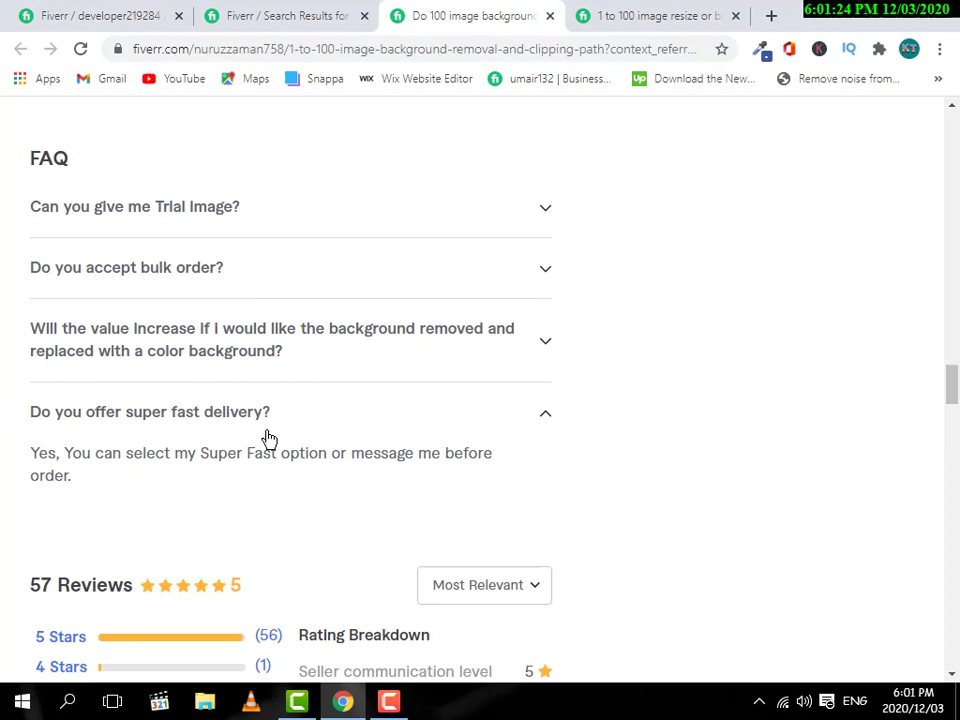 Fiverr / developer219284
Fiverr / Search Results for
Do 100 image background
1 to 100 image resize or b
6:01:24 PM 12/03/2020
fiverr.com/nuruzzaman758/1-to-100-image-background-removal-and-clipping-path?context_referr...
Apps
Gmail
YouTube
Maps
Snappa
WIX Wix Website Editor
umair132 | Business...
Up Download the New...
Remove noise from...
»
FAQ
Can you give me Trial Image?
Do you accept bulk order?
Will the value increase if i would like the background removed and
replaced with a color background?
Do you offer super fast delivery?
Yes, You can select my Super Fast option or message me before
order.
57 Reviews 5
Most Relevant
5 Stars (56)
Rating Breakdown
4 Stars (1)
Seller communication level 5
ENG
6:01 PM
2020/12/03